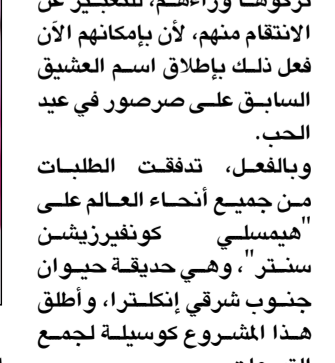 تركوها وراءهم، للتعبير عن
الانتقام منهم، لأن بإمكانهم الآن
فعل ذلك بإطلاق اسم العشيق
السابق على صرصور في عيد
الحب.
وبالفعل، تدفقت الطلبات
من جميع أنحاء العالم على
"هيمسلي كونفيرزيشن
سنتر"، وهي حديقة حيوان
جنوب شرقي إنكلترا، وأطلق
هذا المشروع كوسيلة لجمع